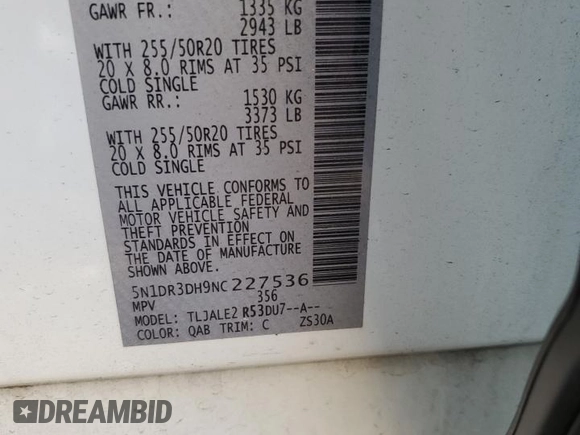 GAWR FR.: 1335 KG
2943 LB
WITH 255/50R20 TIRES
20 X 8.0 RIMS AT 35 PSI
COLD SINGLE
GAWR RR.: 1530 KG
3373 LB
WITH 255/50R20 TIRES
20 X 8.0 RIMS AT 35 PSI
COLD SINGLE
THIS VEHICLE CONFORMS TO
ALL APPLICABLE FEDERAL
MOTOR VEHICLE SAFETY AND
THEFT PREVENTION
STANDARDS IN EFFECT ON
THE DATE OF MANUFACTURE
SHOWN ABOVE.
5N1DR3DH9NC227536
MPV 356
MODEL: TLJALE2 R53DU7--A--
COLOR: QAB TRIM: C ZS30A
DREAMBID